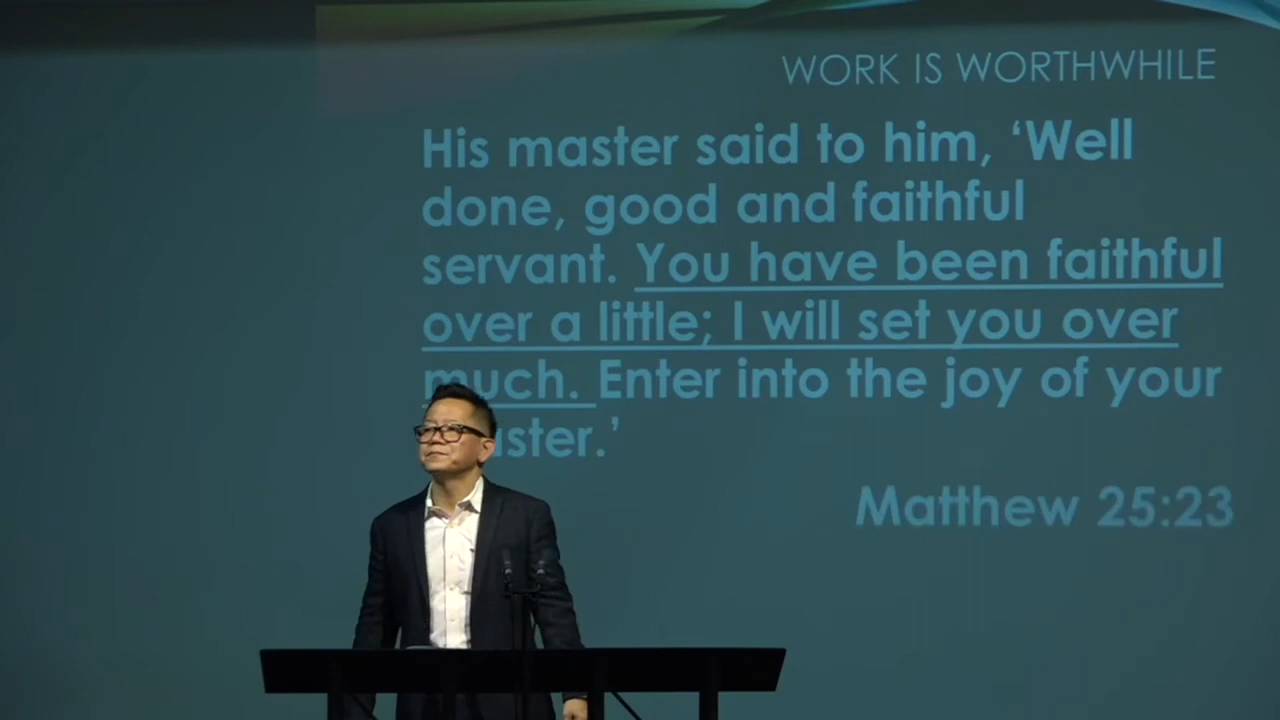 WORK IS WORTHWHILE
His master said to him, ‘Well
done, good and faithful
servant. You have been faithful
over a little; I will set you over
much. Enter into the joy of your
aster.’
Matthew 25:23